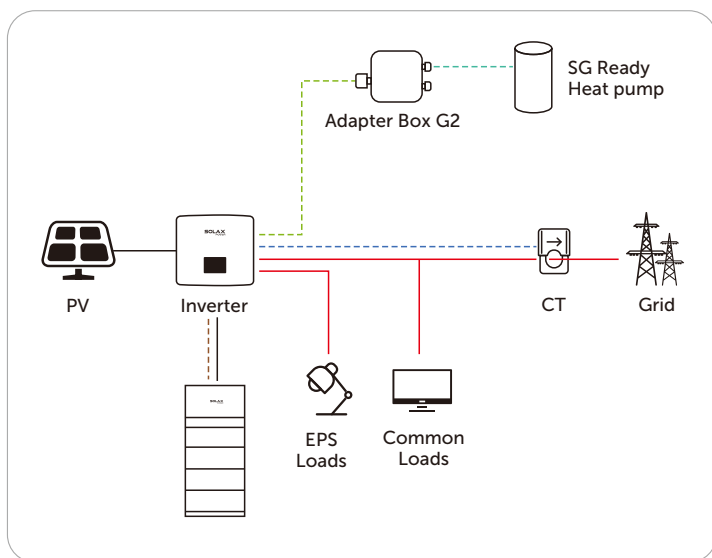 SG Ready
Heat pump
Adapter Box G2
SOLAX
PV
Inverter
CT
Grid
SOLAX
EPS
Loads
Common
Loads